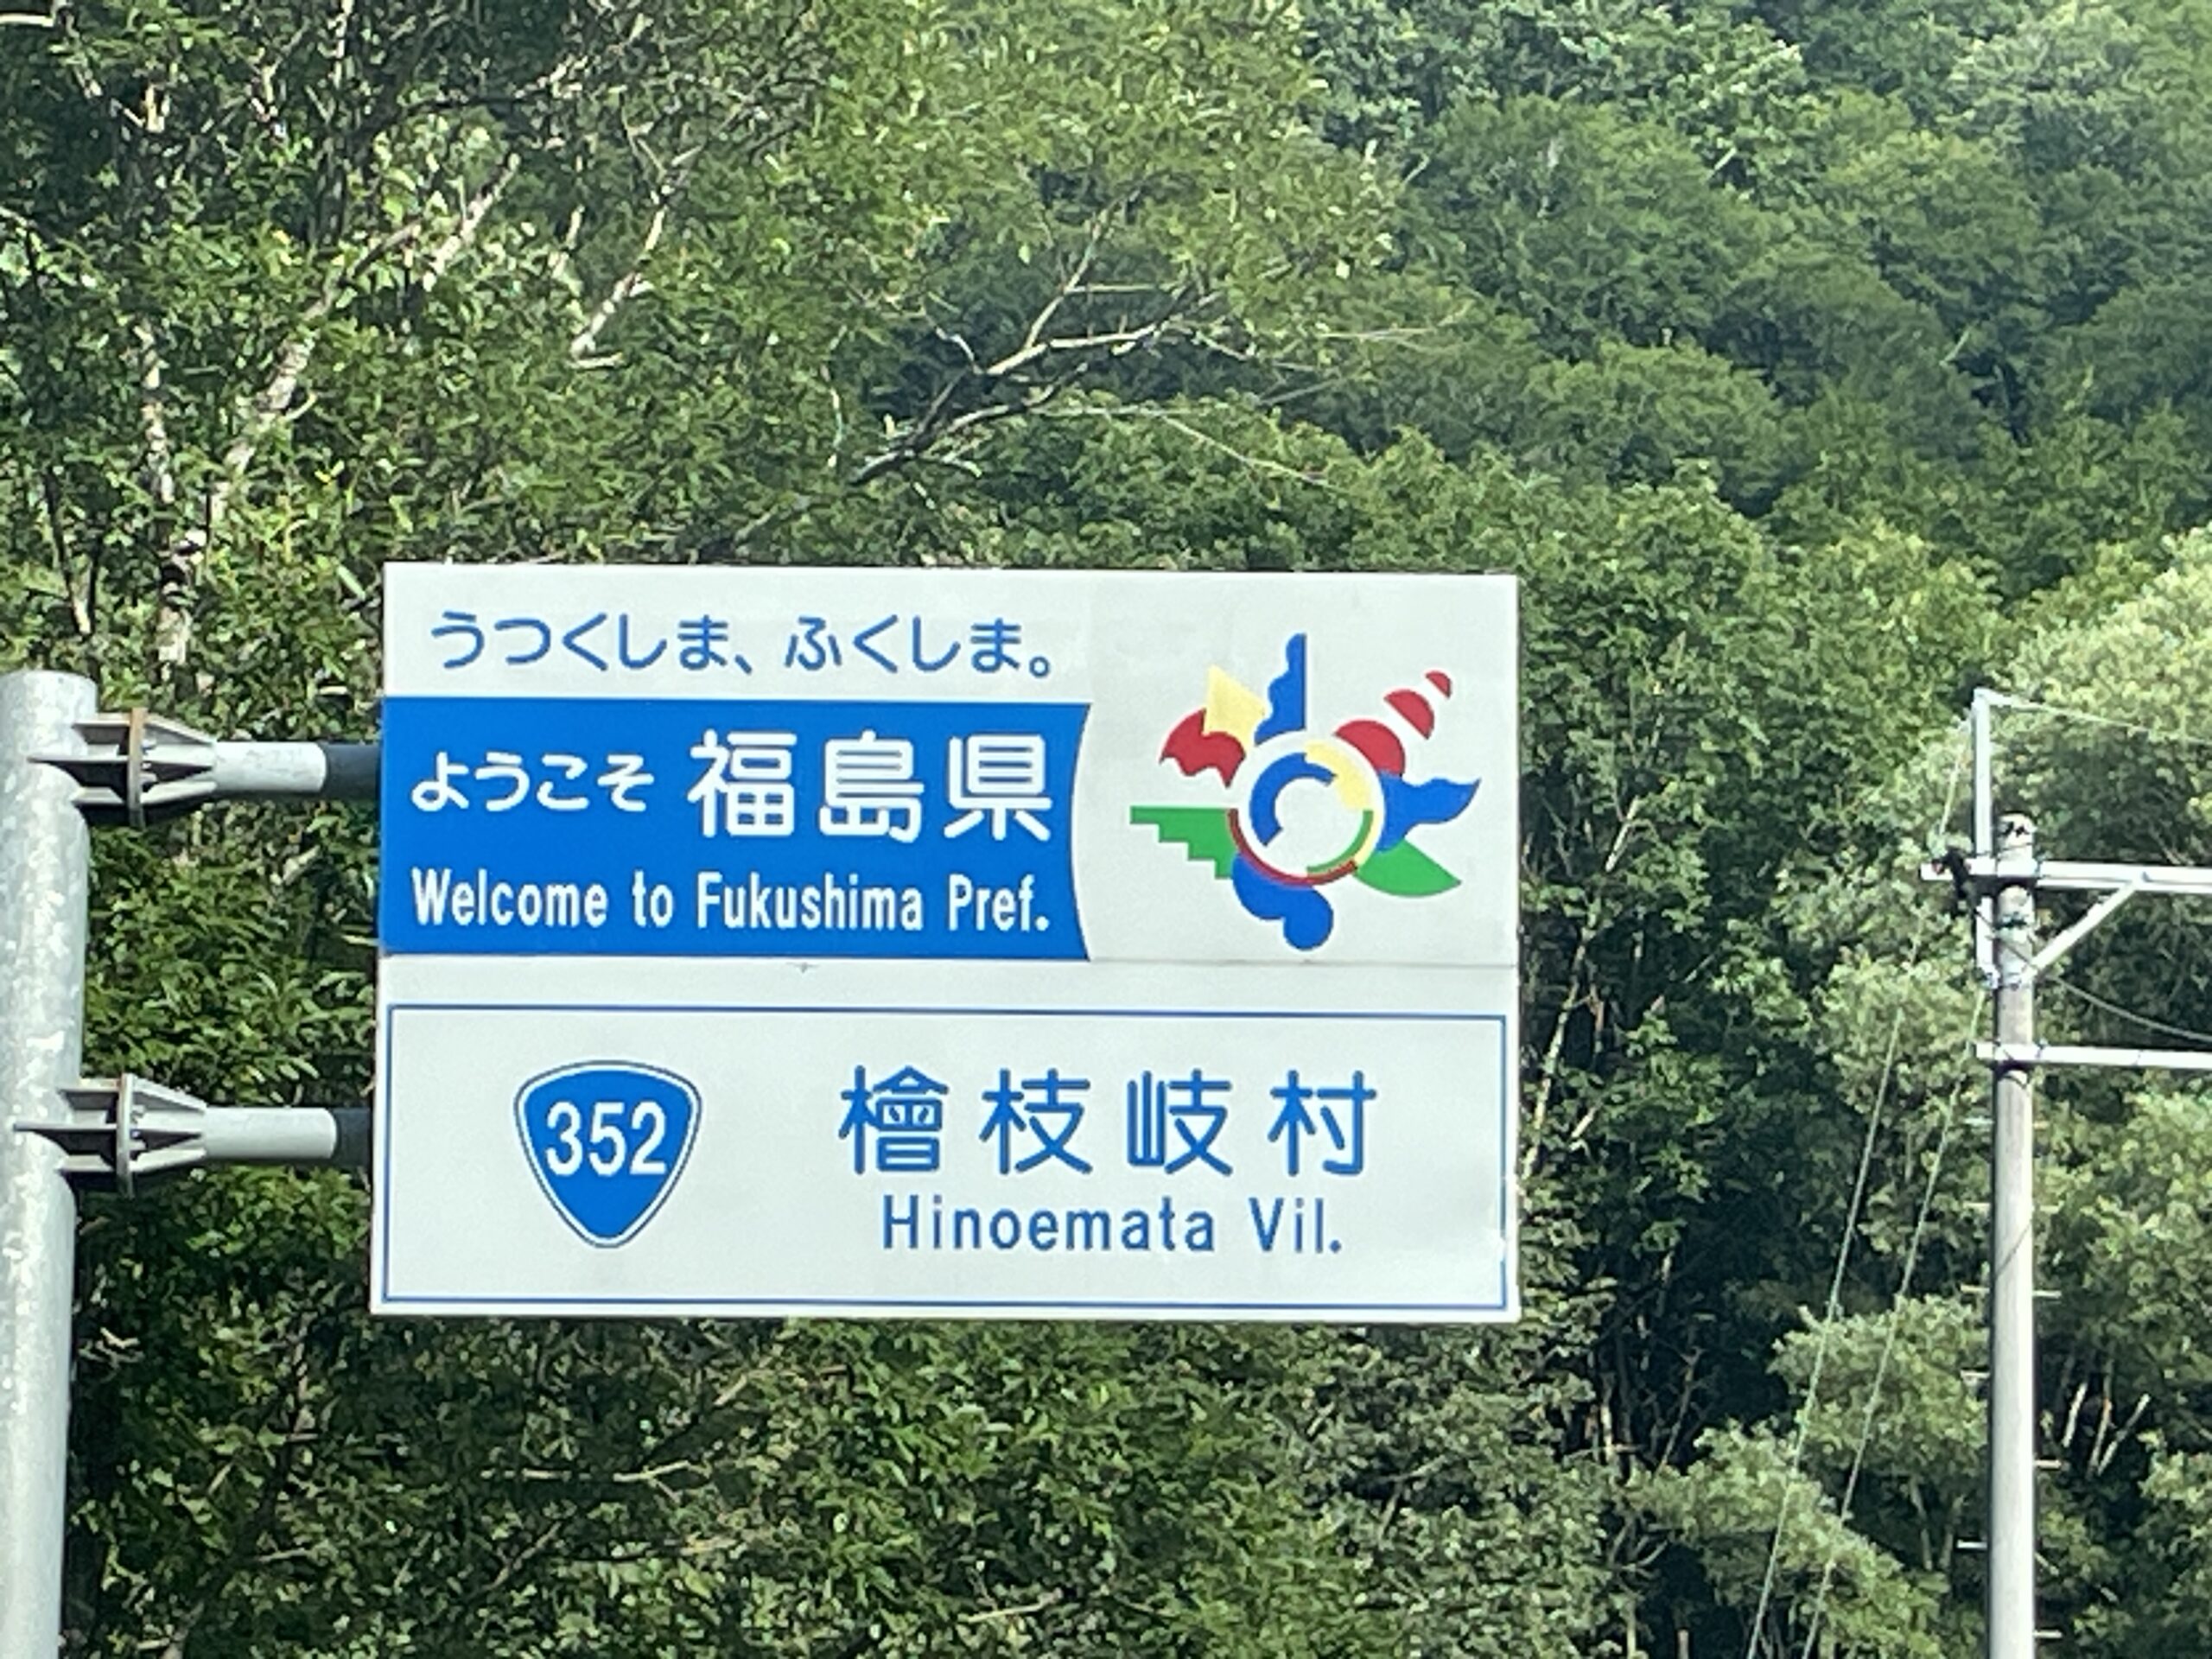 うつくしま、ふくしま。
ようこそ 福島県
Welcome to Fukushima Pref.
352 檜枝岐村
Hinoemata Vil.